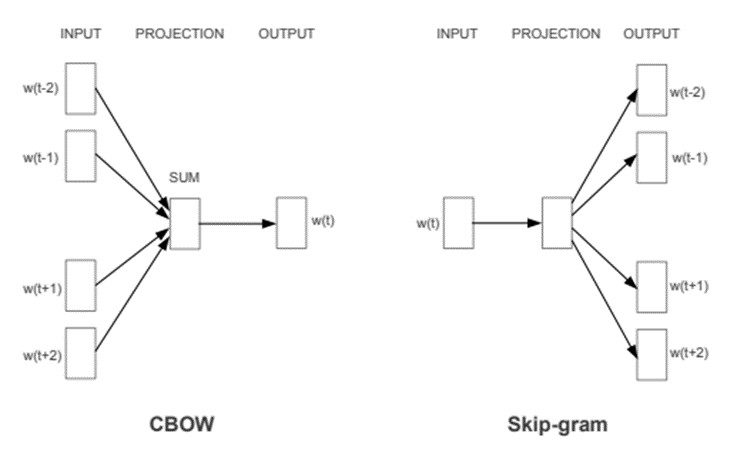 INPUT PROJECTION OUTPUT
w(t-2)
w(t-1)
SUM
w(t)
w(t+1)
w(t+2)
CBOW
INPUT PROJECTION OUTPUT
w(t-2)
w(t-1)
w(t)
w(t+1)
w(t+2)
Skip-gram